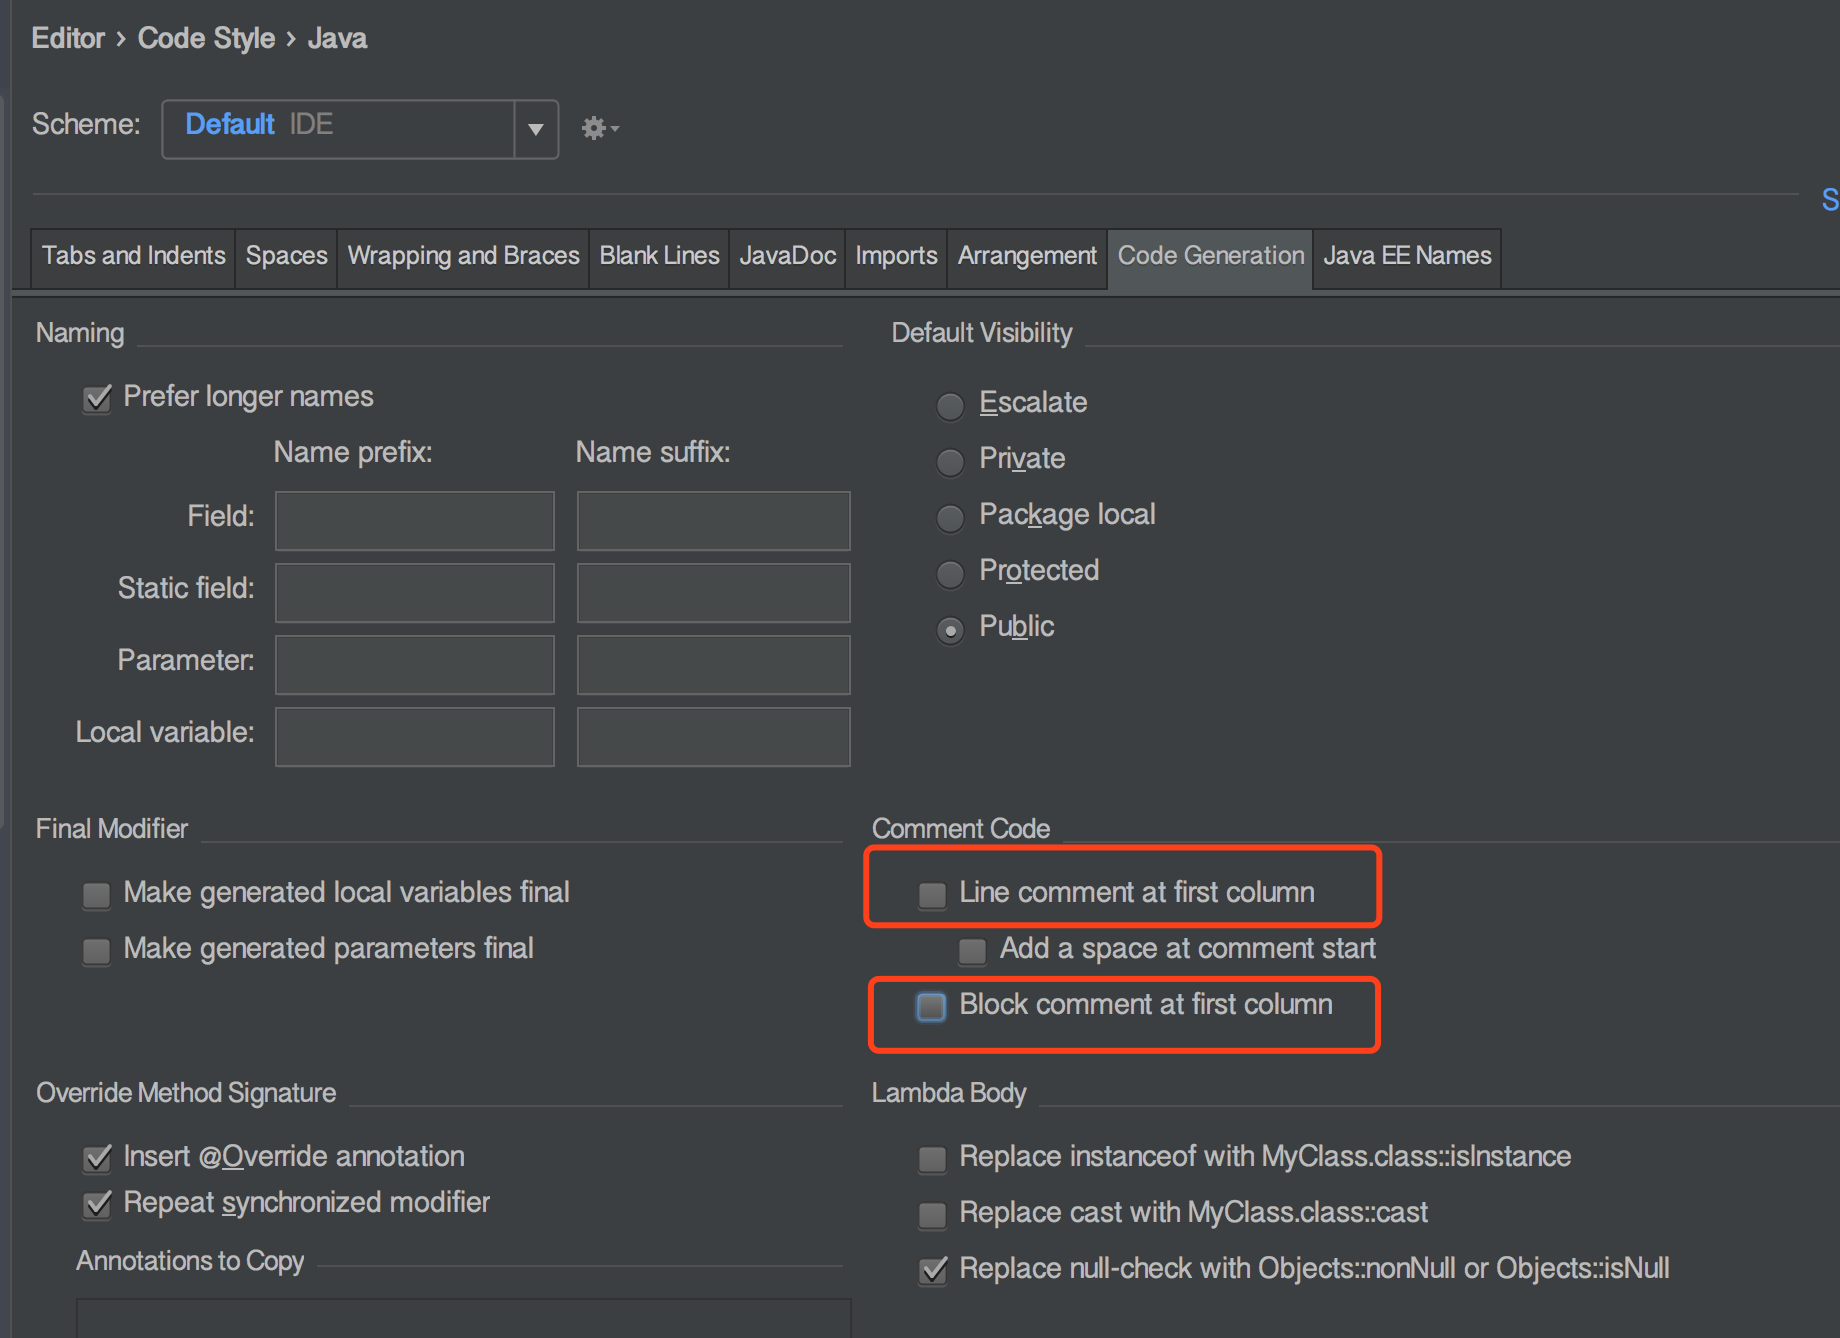 Editor › Code Style › Java
Scheme: Default IDE
S
Tabs and Indents Spaces Wrapping and Braces Blank Lines JavaDoc Imports Arrangement Code Generation Java EE Names
Naming
Prefer longer names
Name prefix: Name suffix:
Field:
Static field:
Parameter:
Local variable:
Default Visibility
Escalate
Private
Package local
Protected
Public
Final Modifier
Make generated local variables final
Make generated parameters final
Comment Code
Line comment at first column
Add a space at comment start
Block comment at first column
Override Method Signature
Insert @Override annotation
Repeat synchronized modifier
Annotations to Copy
Lambda Body
Replace instanceof with MyClass.class::isInstance
Replace cast with MyClass.class::cast
Replace null-check with Objects::nonNull or Objects::isNull